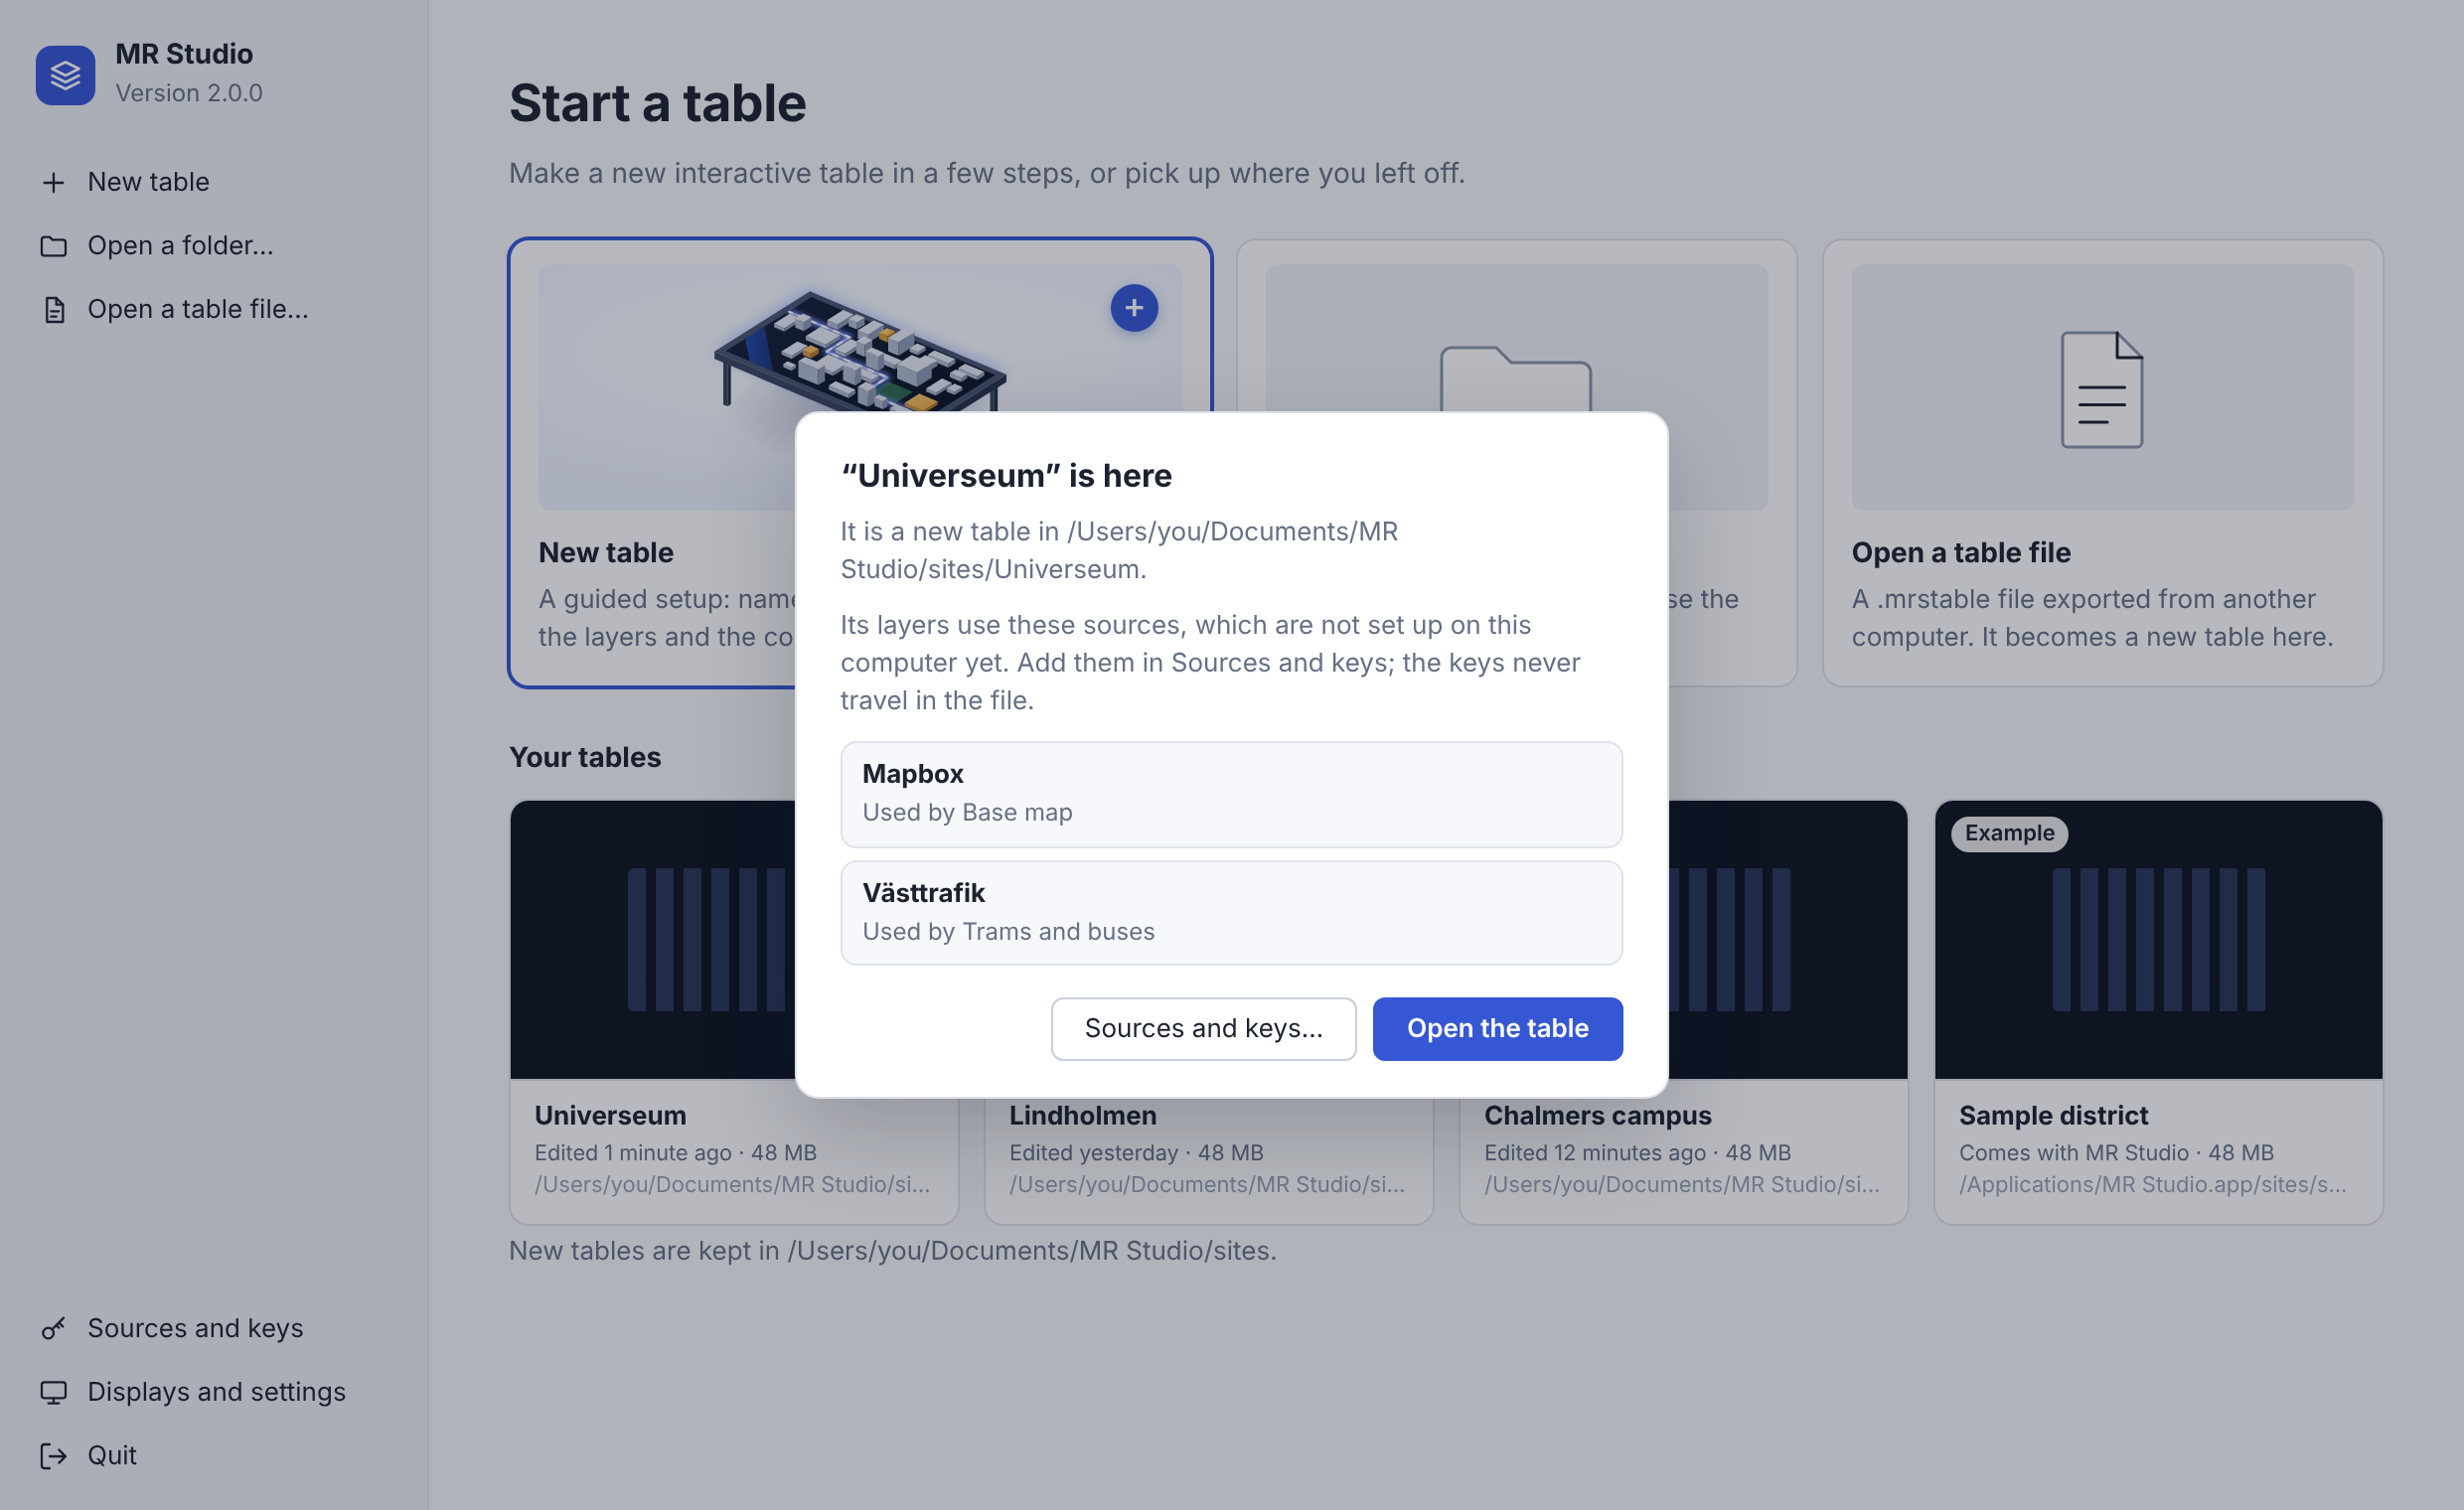 MR Studio
Version 2.0.0
New table
Open a folder...
Open a table file...
Sources and keys
Displays and settings
Quit
Start a table
Make a new interactive table in a few steps, or pick up where you left off.
New table
A guided setup:
the layers and the
se the
Open a table file
A .mrstable file exported from another
computer. It becomes a new table here.
“Universeum” is here
It is a new table in /Users/you/Documents/MR
Studio/sites/Universeum.
Its layers use these sources, which are not set up on this
computer yet. Add them in Sources and keys; the keys never
travel in the file.
Mapbox
Used by Base map
Västtrafik
Used by Trams and buses
Sources and keys...
Open the table
Your tables
Universeum
Edited 1 minute ago · 48 MB
/Users/you/Documents/MR Studio/si...
Lindholmen
Edited yesterday · 48 MB
/Users/you/Documents/MR Studio/si...
Chalmers campus
Edited 12 minutes ago · 48 MB
/Users/you/Documents/MR Studio/si...
Example
Sample district
Comes with MR Studio · 48 MB
/Applications/MR Studio.app/sites/s...
New tables are kept in /Users/you/Documents/MR Studio/sites.